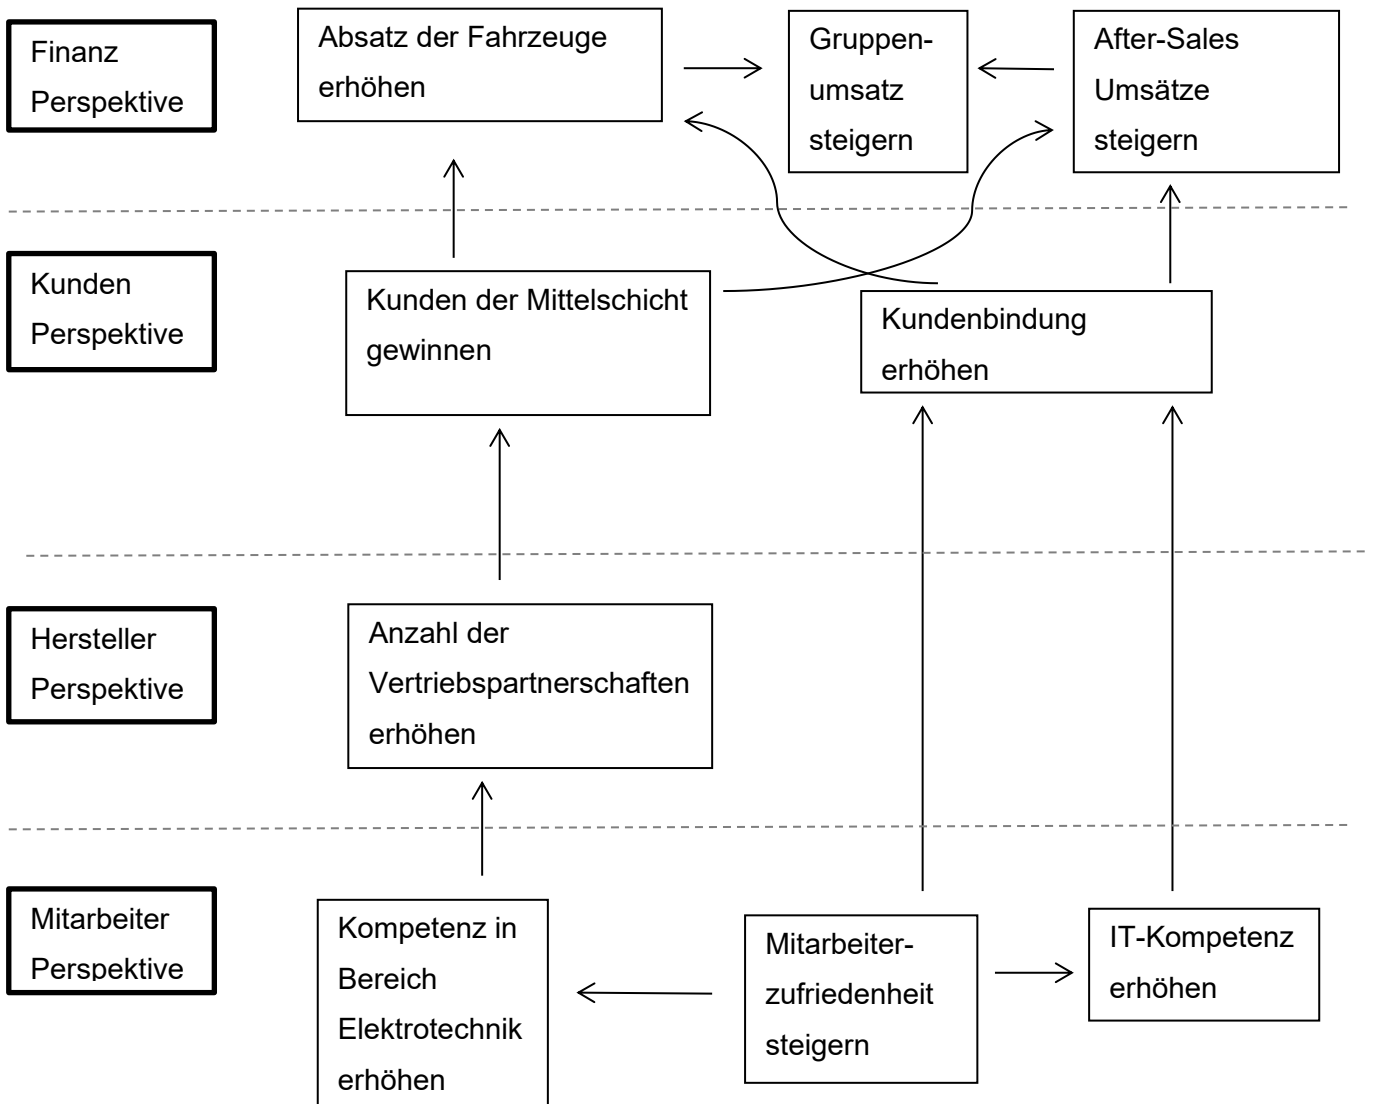 Finanz
Perspektive
Absatz der Fahrzeuge
erhöhen
Gruppen-
umsatz
steigern
After-Sales
Umsätze
steigern
Kunden
Perspektive
Kunden der Mittelschicht
gewinnen
Kundenbindung
erhöhen
Hersteller
Perspektive
Anzahl der
Vertriebspartnerschaften
erhöhen
Mitarbeiter
Perspektive
Kompetenz in
Bereich
Elektrotechnik
erhöhen
Mitarbeiter-
zufriedenheit
steigern
IT-Kompetenz
erhöhen